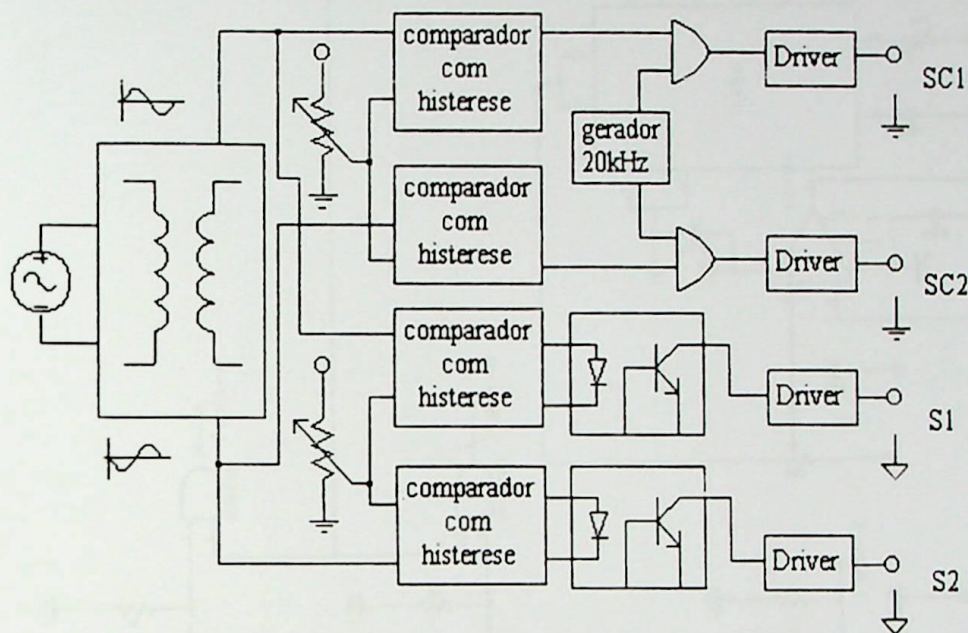 comparador
com
histerese
Driver
SC1
gerador
20kHz
comparador
com
histerese
Driver
SC2
comparador
com
histerese
Driver
S1
comparador
com
histerese
Driver
S2